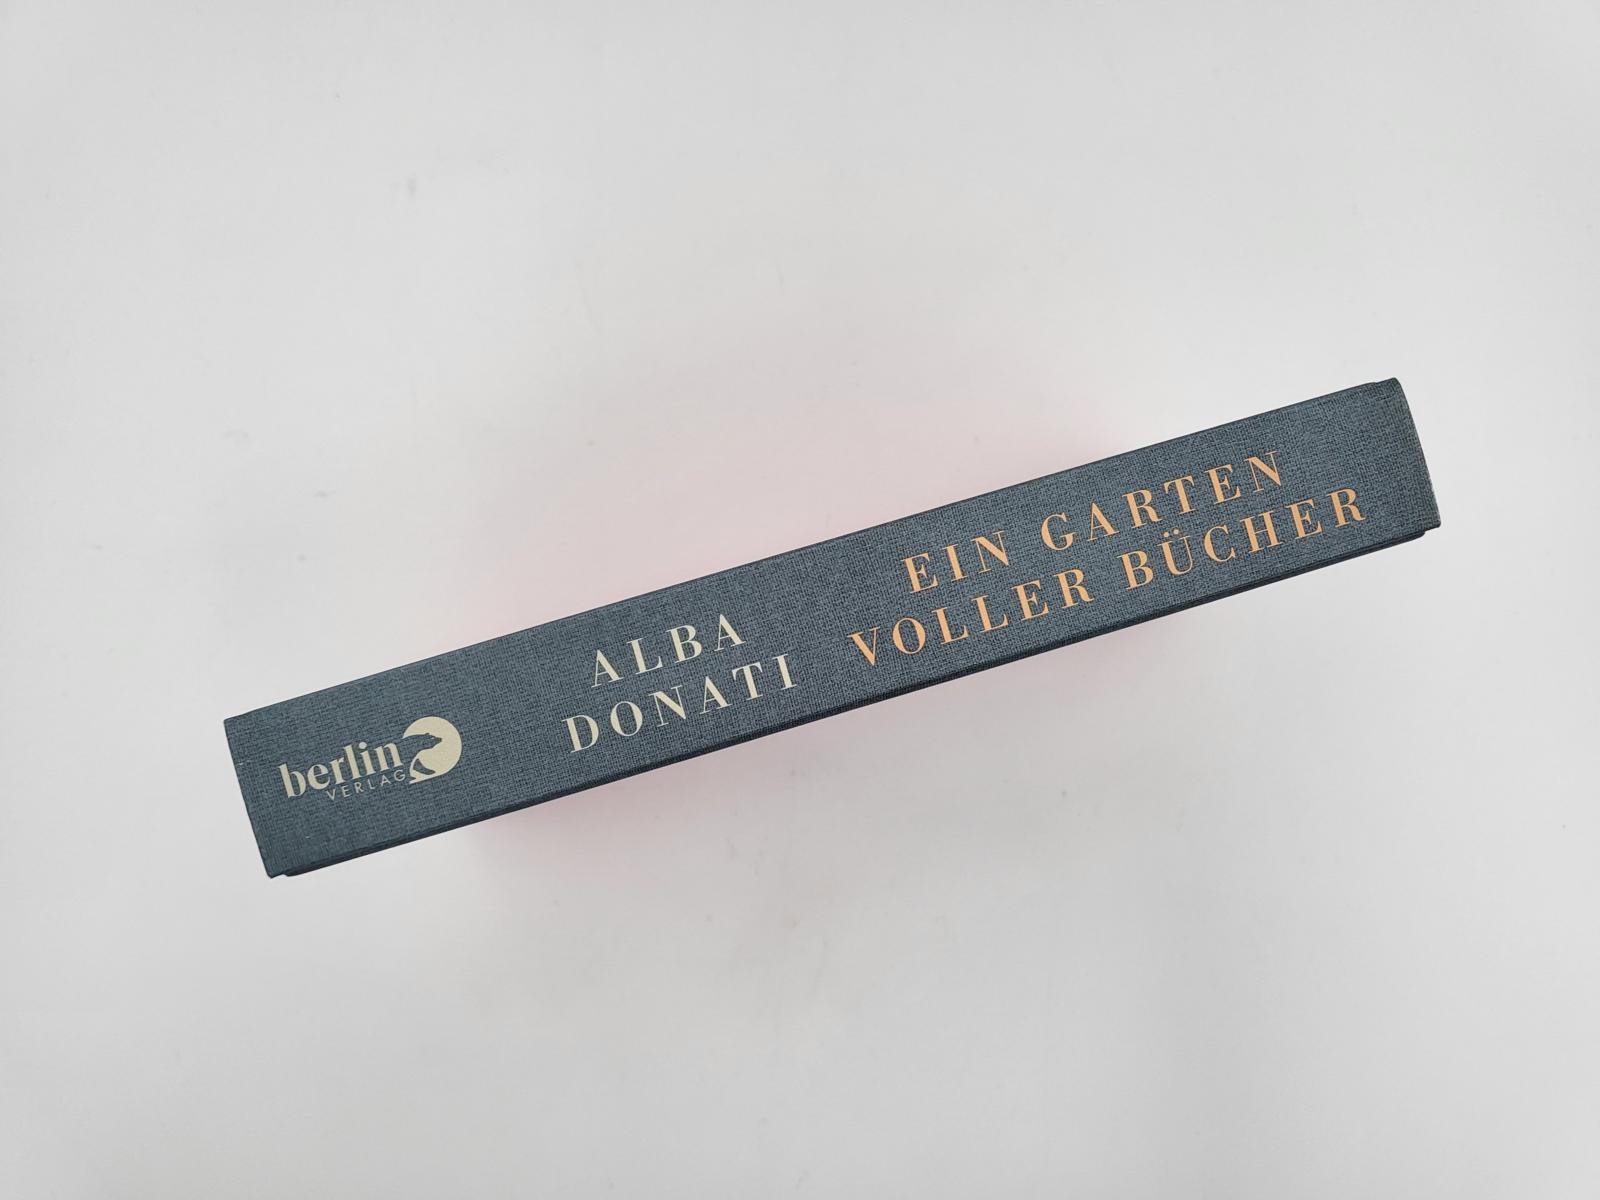 berlin
VERLAG
ALBA
DONATI
EIN GARTEN
VOLLER BÜCHER